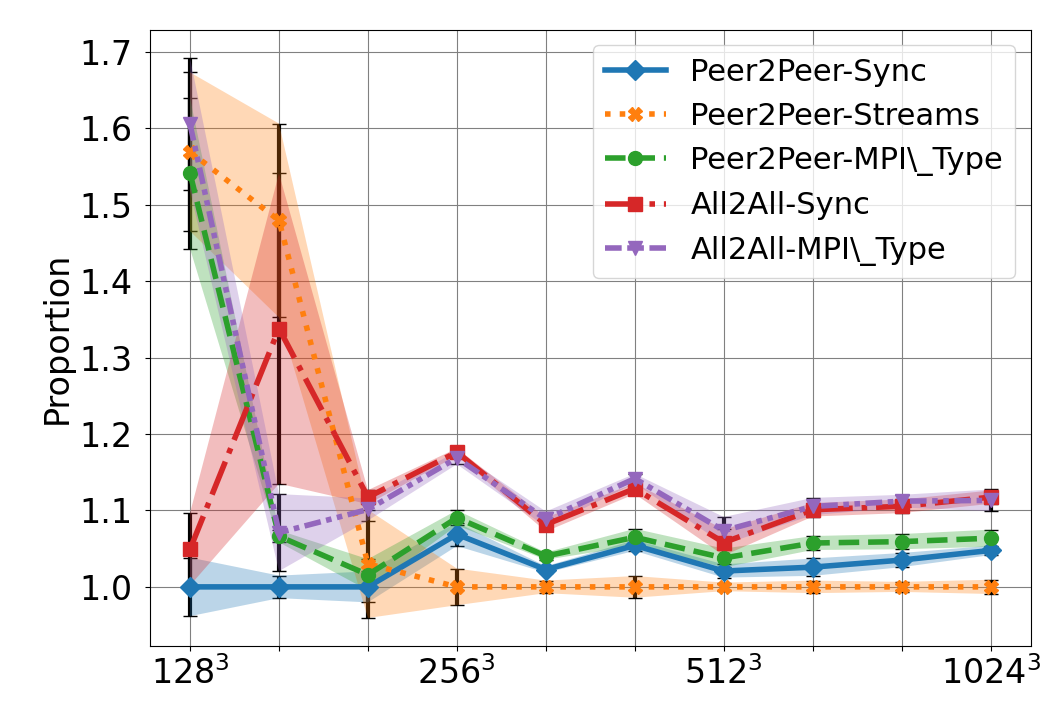 Proportion
1.7
1.6
1.5
1.4
1.3
1.2
1.1
1.0
128³
256³
512³
1024³
Peer2Peer-Sync
Peer2Peer-Streams
Peer2Peer-MPI\_Type
All2All-Sync
All2All-MPI\_Type